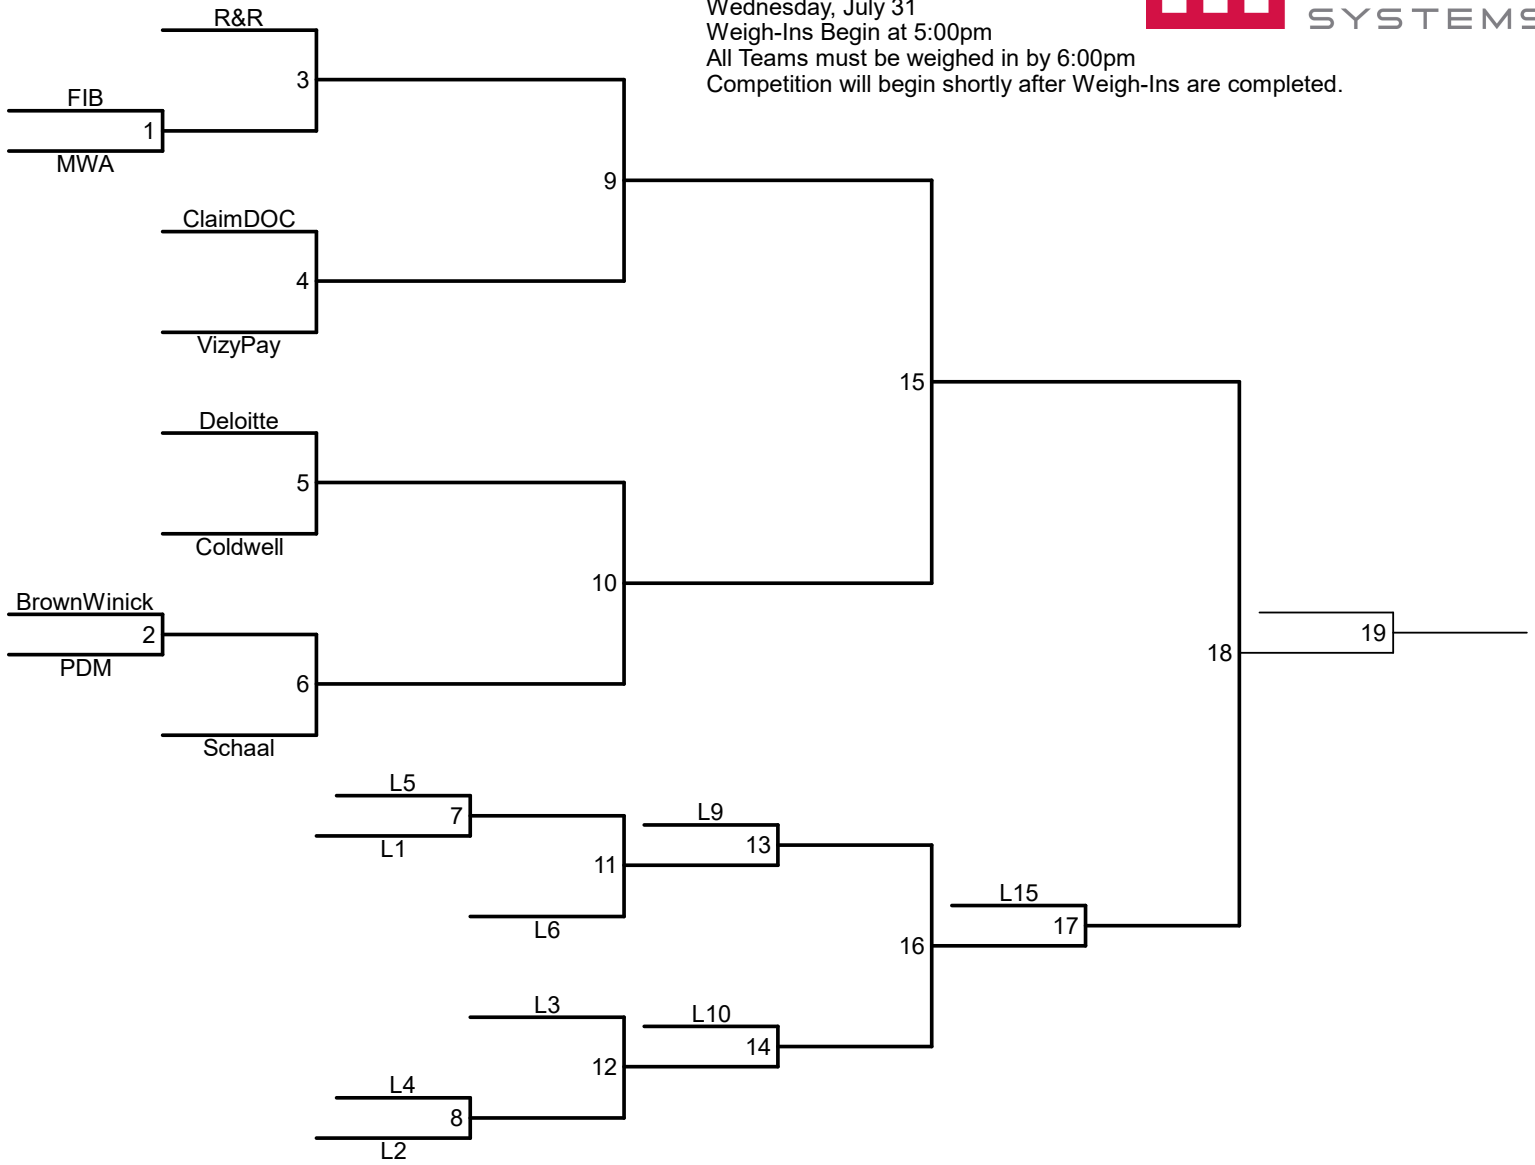 Wednesday, July 31
Weigh-Ins Begin at 5:00pm
All Teams must be weighed in by 6:00pm
Competition will begin shortly after Weigh-Ins are completed.
SYSTEMS
R&R
3
FIB
1
MWA
9
ClaimDOC
4
VizyPay
15
Deloitte
5
Coldwell
10
BrownWinick
2
PDM
6
Schaal
19
18
L5
7
L1
11
L6
L9
13
L15
17
16
L3
L10
14
12
L4
8
L2